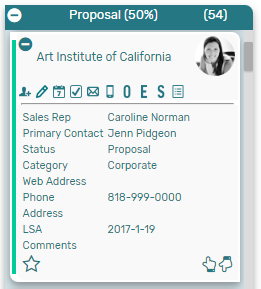 Proposal (50%) (54)
Art Institute of California
7 O E S
Sales Rep Caroline Norman
Primary Contact Jenn Pidgeon
Status Proposal
Category Corporate
Web Address
Phone 818-999-0000
Address
LSA 2017-1-19
Comments